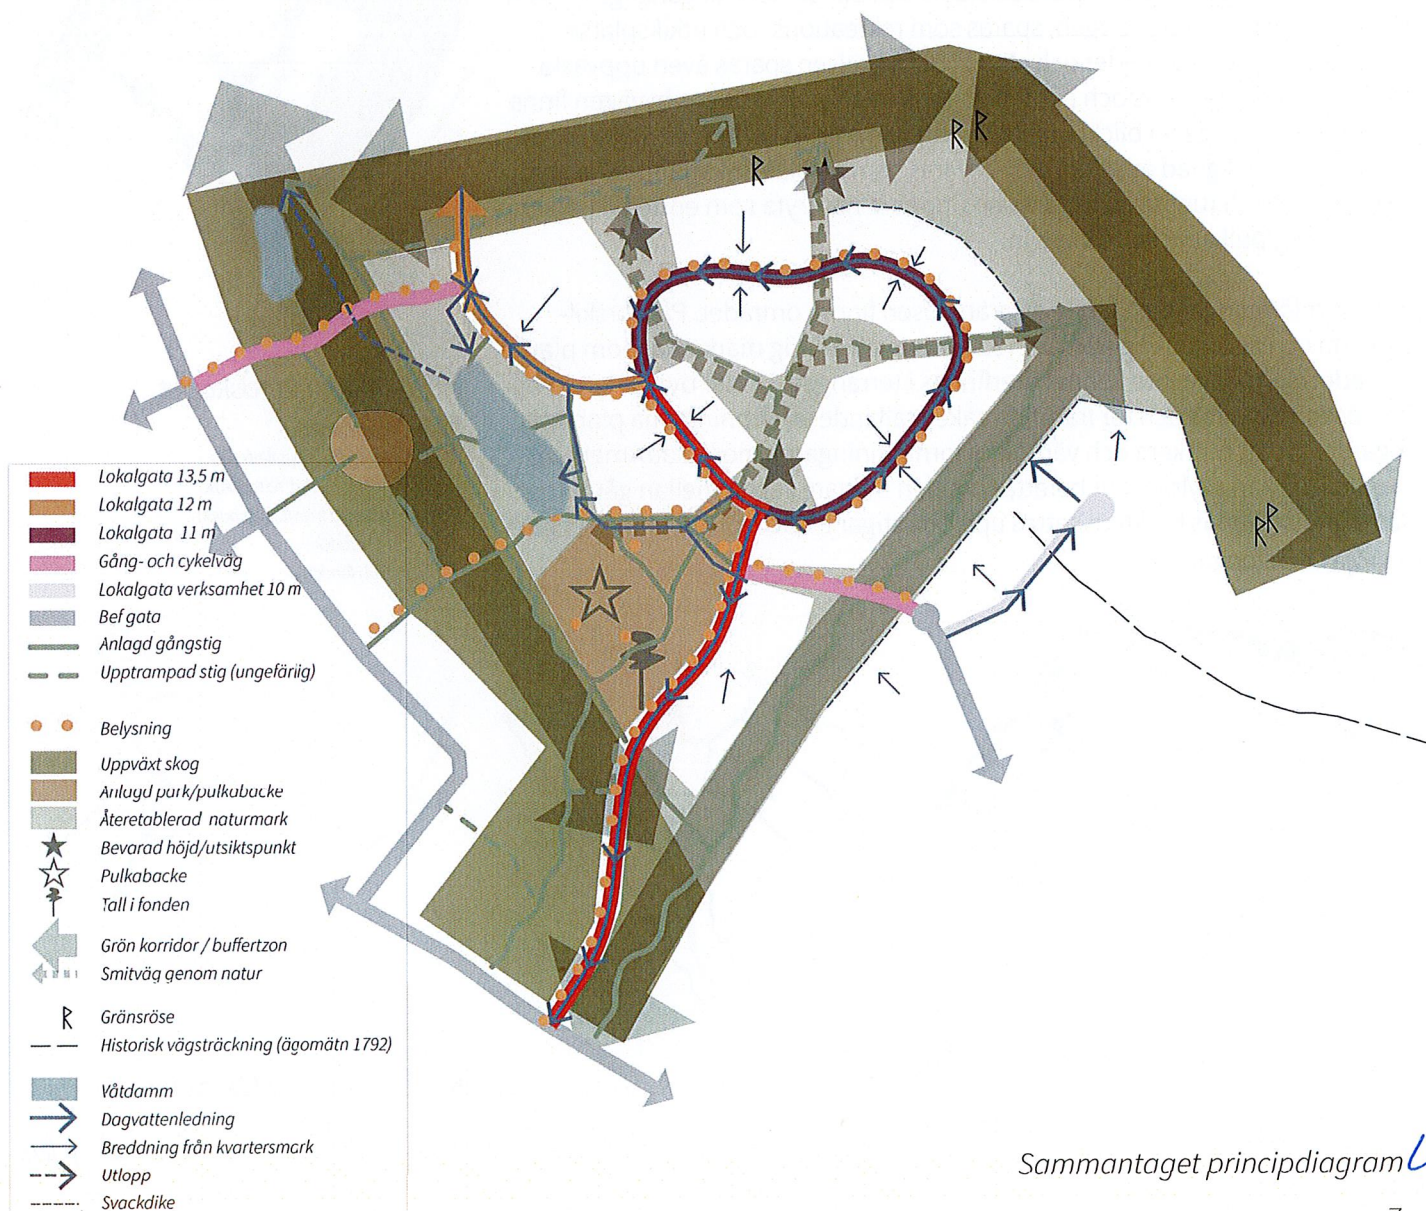 Lokalgata 13,5 m
Lokalgata 12 m
Lokalgata 11 m
Gång- och cykelväg
Lokalgata verksamhet 10 m
Bef gata
Anlagd gångstig
Upptrampad stig (ungefärlig)
Belysning
Uppväxt skog
Anlagd park/pulkabacke
Återetablerad naturmark
Bevarad höjd/utsiktspunkt
Pulkabacke
Tall i fonden
Grön korridor / buffertzon
Smitväg genom natur
Gränsröse
Historisk vägsträckning (ägomätn 1792)
Våtdamm
Dagvattenledning
Breddning från kvartersmark
Utlopp
Svackdike
Sammantaget principdiagram